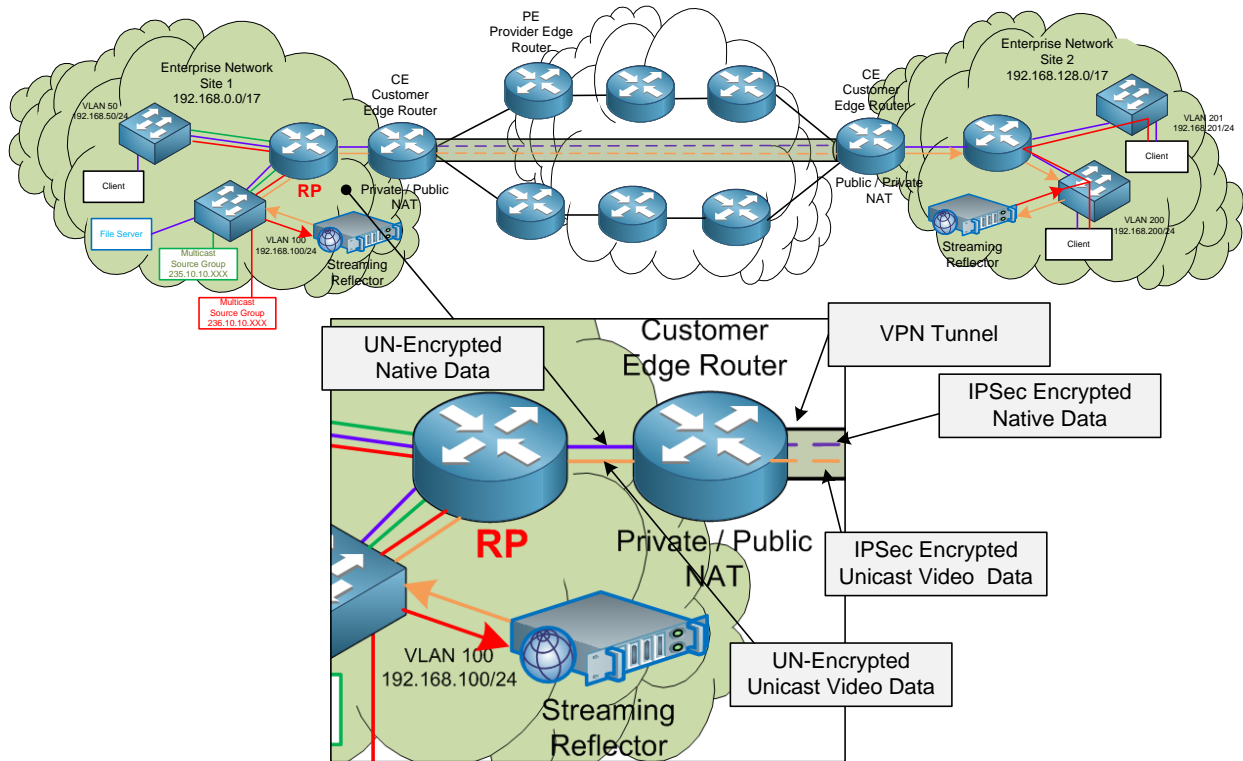 PE
Provider Edge
Router
Enterprise Network
Site 1
192.168.0.0/17
CE
Customer
Edge Router
Enterprise Network
Site 2
192.168.128.0/17
CE
Customer
Edge Router
VLAN 50
192.168.50/24
VLAN 201
192.168.201/24
Client
Client
RP
Private / Public
NAT
Public / Private
NAT
File Server
VLAN 100
192.168.100/24
VLAN 200
192.168.200/24
Multicast
Source Group
235.10.10.XXX
Streaming
Reflector
Streaming
Reflector
Client
Multicast
Source Group
236.10.10.XXX
UN-Encrypted
Native Data
Customer
Edge Router
VPN Tunnel
IPSec Encrypted
Native Data
RP
Private / Public
NAT
IPSec Encrypted
Unicast Video Data
VLAN 100
192.168.100/24
UN-Encrypted
Unicast Video Data
Streaming
Reflector